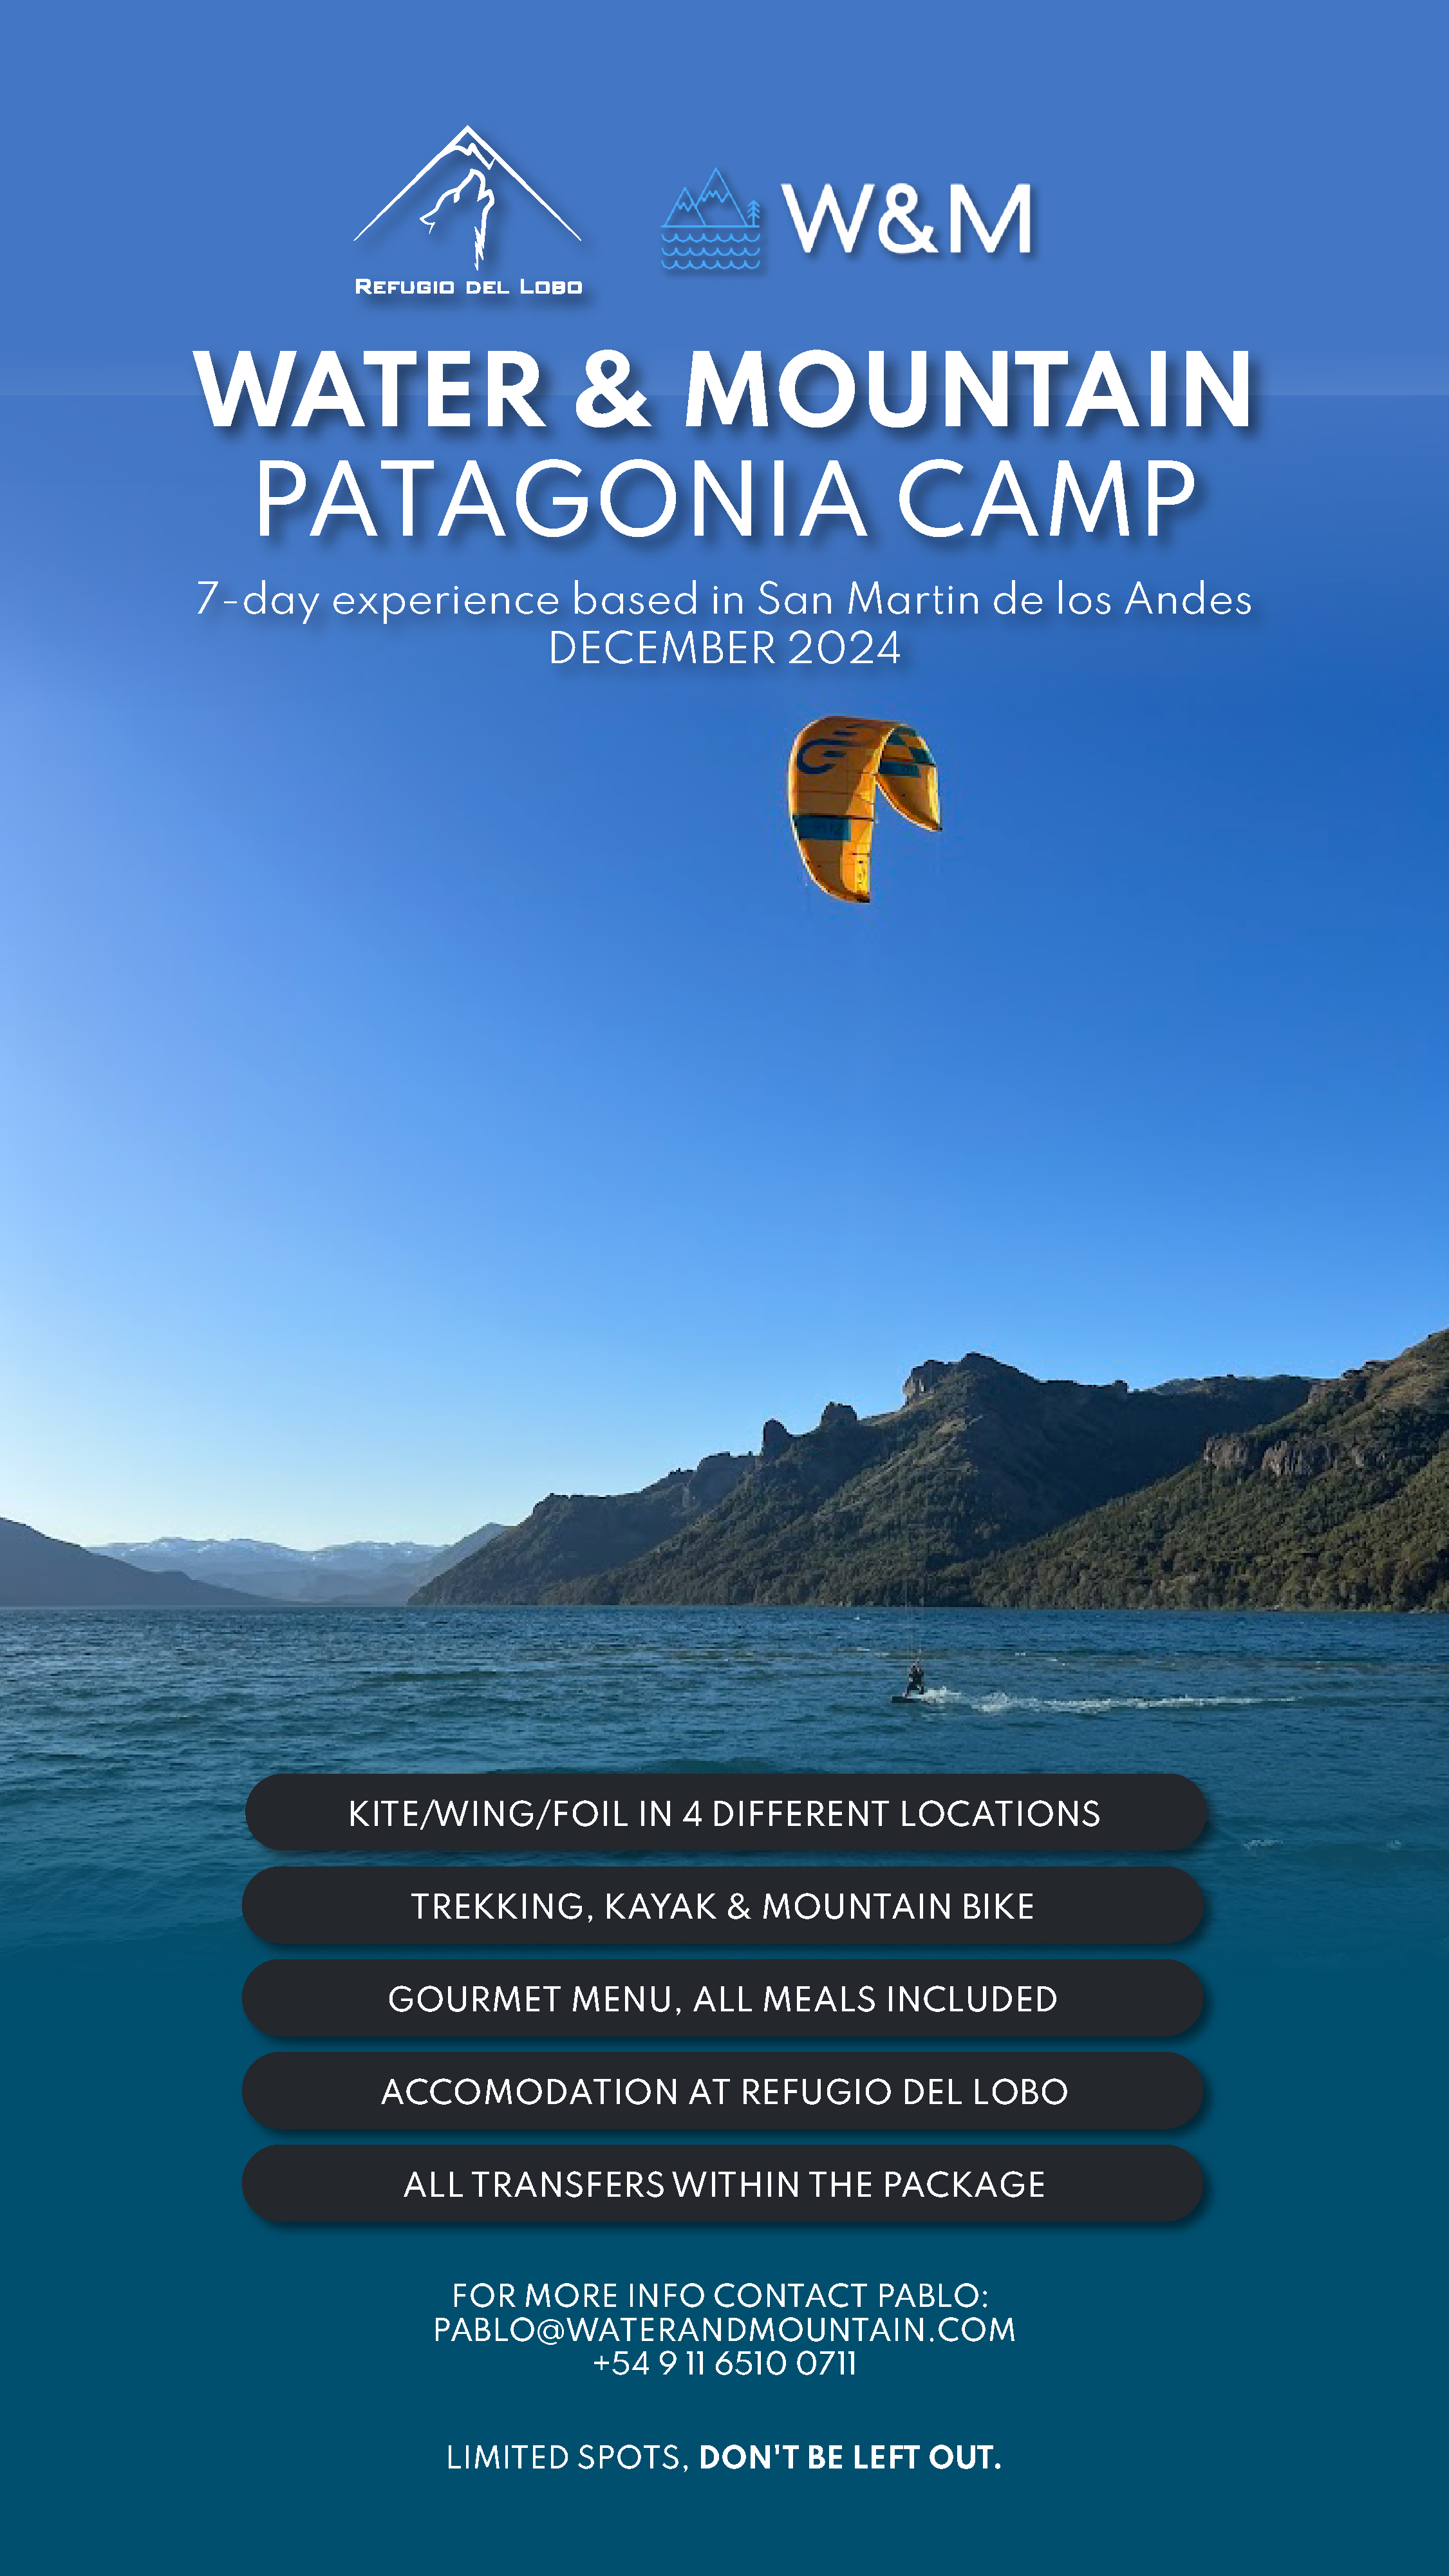 Refugio del Lobo
W&M
WATER & MOUNTAIN
PATAGONIA CAMP
7-day experience based in San Martin de los Andes
DECEMBER 2024
KITE/WING/FOIL IN 4 DIFFERENT LOCATIONS
TREKKING, KAYAK & MOUNTAIN BIKE
GOURMET MENU, ALL MEALS INCLUDED
ACCOMODATION AT REFUGIO DEL LOBO
ALL TRANSFERS WITHIN THE PACKAGE
FOR MORE INFO CONTACT PABLO:
PABLO@WATERANDMOUNTAIN.COM
+54 9 11 6510 0711
LIMITED SPOTS, DON'T BE LEFT OUT.